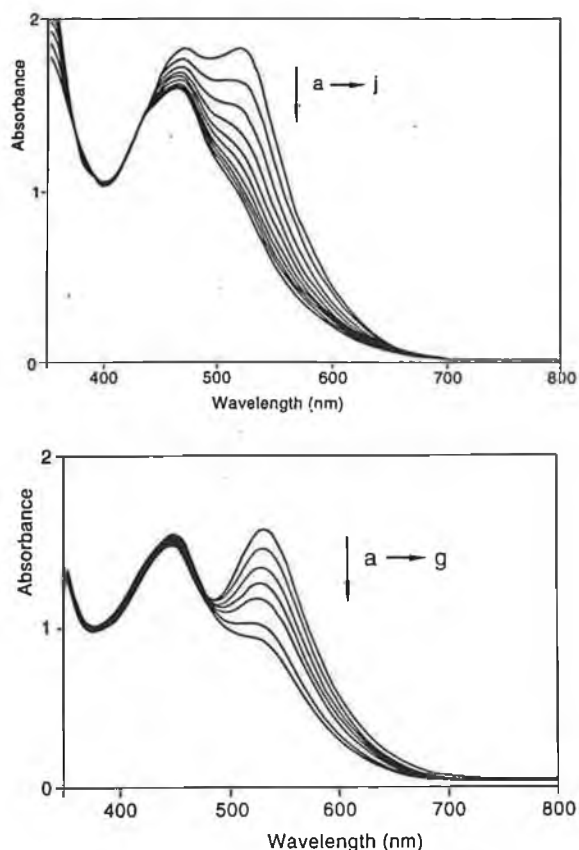 2
Absorbance
a → j
1
0
400 500 600 700 800
Wavelength (nm)
2
Absorbance
a → g
1
0
400 500 600 700 800
Wavelength (nm)